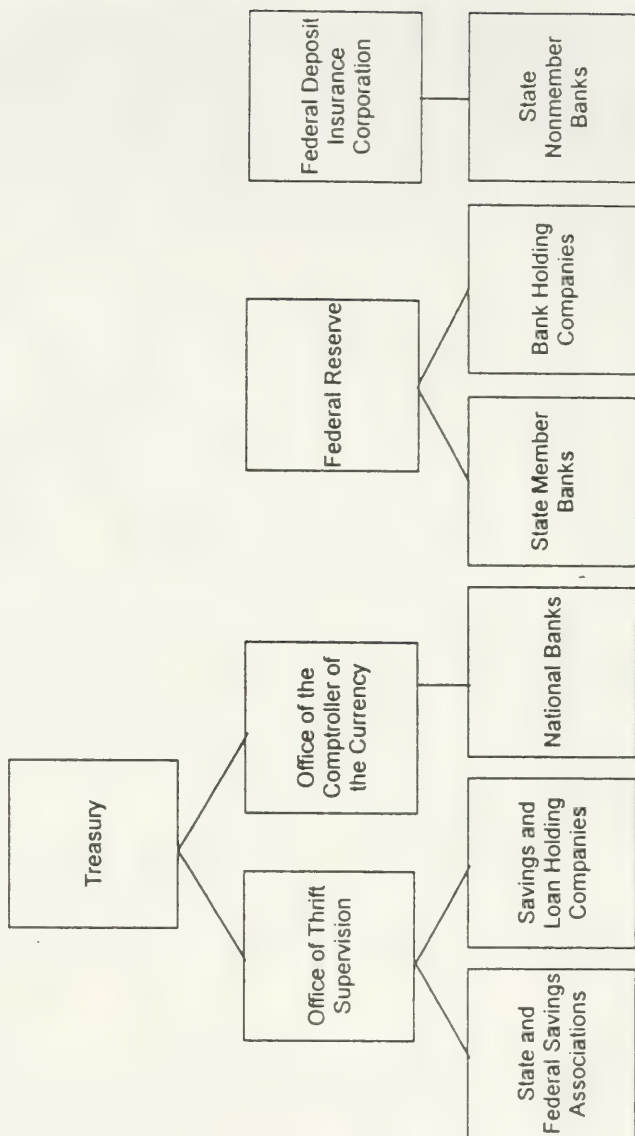 Treasury
Office of Thrift
Supervision
Office of the
Comptroller of
the Currency
Federal Reserve
Federal Deposit
Insurance
Corporation
State and
Federal Savings
Associations
Savings and
Loan Holding
Companies
National Banks
State Member
Banks
Bank Holding
Companies
State
Nonmember
Banks